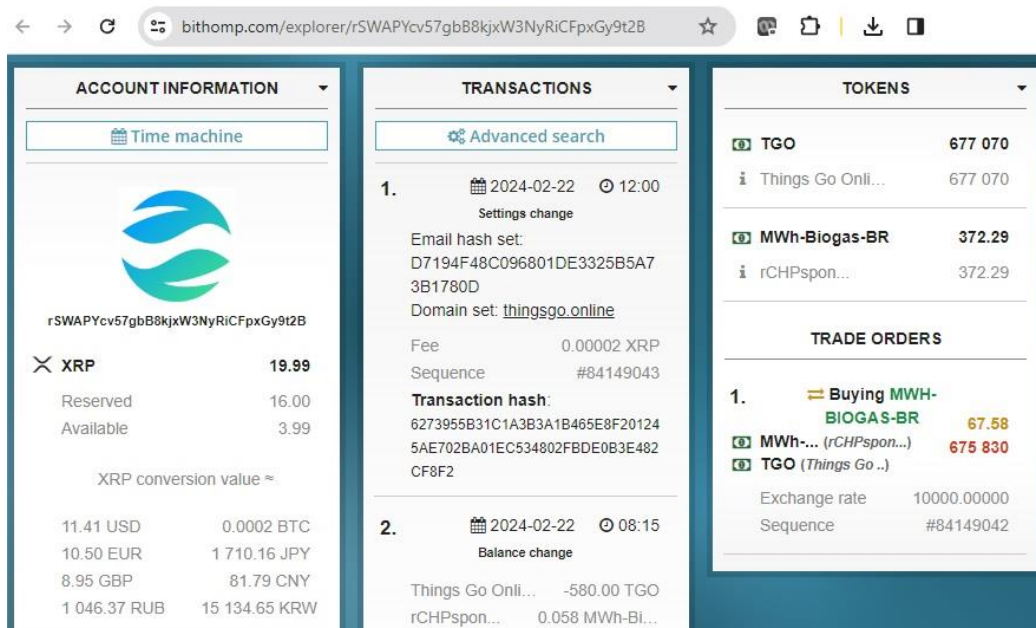 bithomp.com/explorer/rSWAPYcv57gbB8kjxW3NyRiCFpxGy9t2B
ACCOUNT INFORMATION
Time machine
rSWAPYcv57gbB8kjxW3NyRiCFpxGy9t2B
XRP 19.99
Reserved 16.00
Available 3.99
XRP conversion value ≈
11.41 USD 0.0002 BTC
10.50 EUR 1 710.16 JPY
8.95 GBP 81.79 CNY
1 046.37 RUB 15 134.65 KRW
TRANSACTIONS
Advanced search
1. 2024-02-22 12:00
Settings change
Email hash set:
D7194F48C096801DE3325B5A7
3B1780D
Domain set: thingsgo.online
Fee 0.00002 XRP
Sequence #84149043
Transaction hash:
6273955B31C1A3B3A1B465E8F20124
5AE702BA01EC534802FBDE0B3E482
CF8F2
2. 2024-02-22 08:15
Balance change
Things Go Onli... -580.00 TGO
rCHPspon... 0.058 MWh-Bi...
TOKENS
TGO 677 070
Things Go Onli... 677 070
MWh-Biogas-BR 372.29
rCHPspon... 372.29
TRADE ORDERS
1. Buying MWH-
BIOGAS-BR 67.58
MWh-... (rCHPspon...) 675 830
TGO (Things Go ..)
Exchange rate 10000.00000
Sequence #84149042